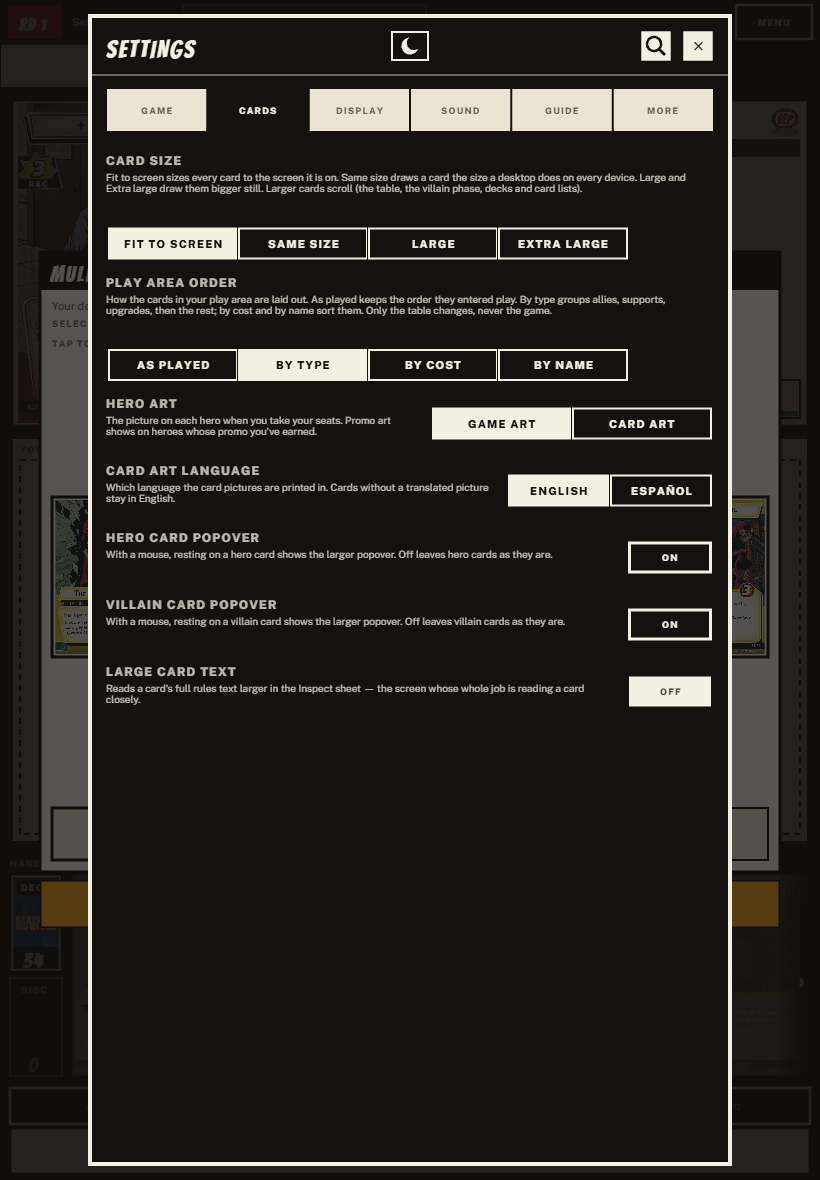 RD 1
SETTINGS
×
MENU
GAME
CARDS
DISPLAY
SOUND
GUIDE
MORE
3
REC
CARD SIZE
Fit to screen sizes every card to the screen it is on. Same size draws a card the size a desktop does on every device. Large and
Extra large draw them bigger still. Larger cards scroll (the table, the villain phase, decks and card lists).
FIT TO SCREEN
SAME SIZE
LARGE
EXTRA LARGE
PLAY AREA ORDER
How the cards in your play area are laid out. As played keeps the order they entered play. By type groups allies, supports,
upgrades, then the rest; by cost and by name sort them. Only the table changes, never the game.
AS PLAYED
BY TYPE
BY COST
BY NAME
HERO ART
The picture on each hero when you take your seats. Promo art
shows on heroes whose promo you've earned.
GAME ART
CARD ART
CARD ART LANGUAGE
Which language the card pictures are printed in. Cards without a translated picture
stay in English.
ENGLISH
ESPAÑOL
HERO CARD POPOVER
With a mouse, resting on a hero card shows the larger popover. Off leaves hero cards as they are.
ON
VILLAIN CARD POPOVER
With a mouse, resting on a villain card shows the larger popover. Off leaves villain cards as they are.
ON
LARGE CARD TEXT
Reads a card's full rules text larger in the Inspect sheet — the screen whose whole job is reading a card
closely.
OFF
HAND
34
DISC.
0